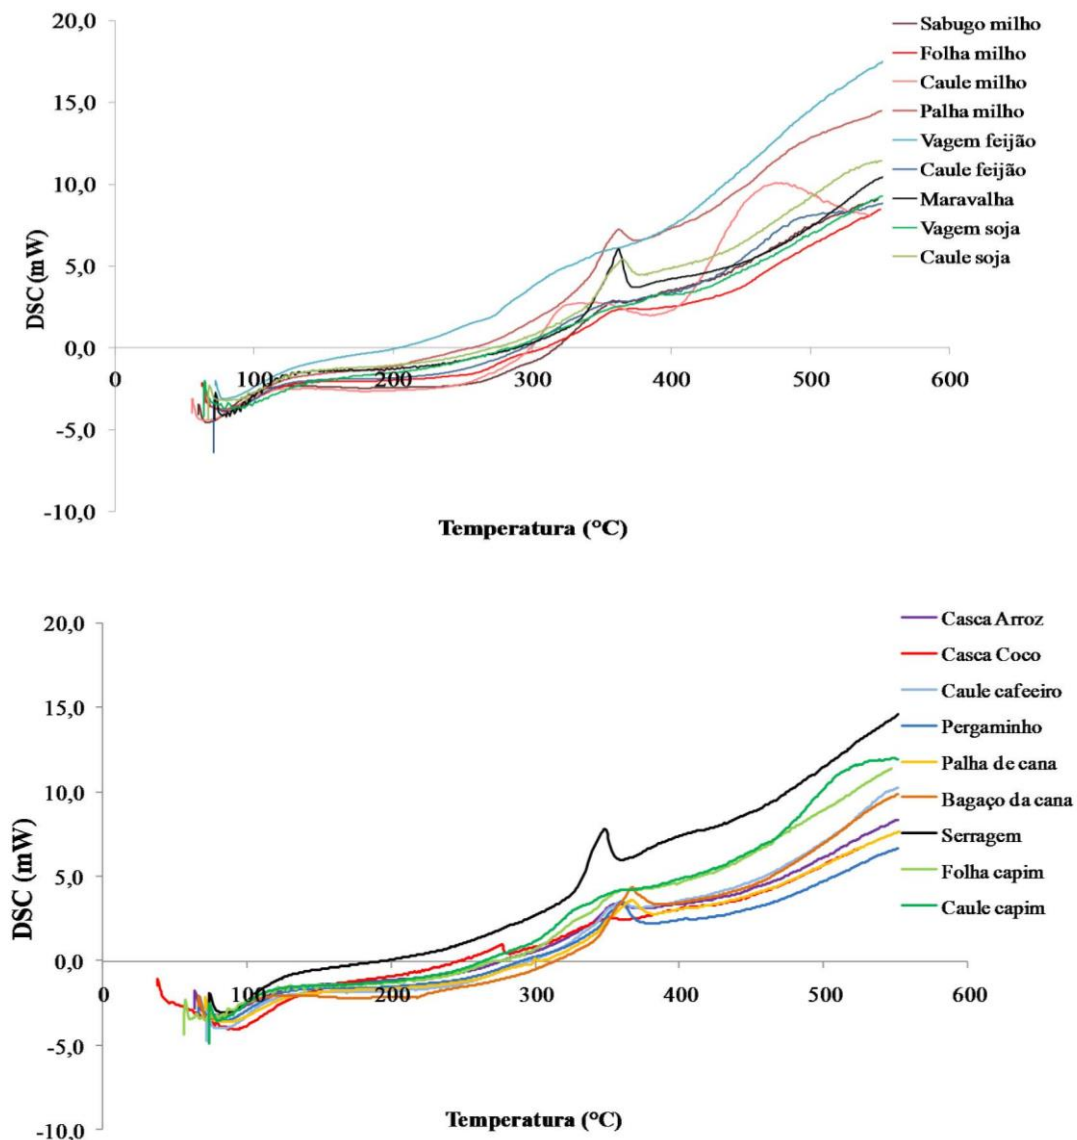 20,0
15,0
10,0
5,0
0,0
-5,0
-10,0
DSC (mW)
0
100
200
300
400
500
600
Temperatura (°C)
Sabugo milho
Folha milho
Caule milho
Palha milho
Vagem feijão
Caule feijão
Maravalha
Vagem soja
Caule soja
20,0
15,0
10,0
5,0
0,0
-5,0
-10,0
DSC (mW)
0
100
200
300
400
500
600
Temperatura (°C)
Casca Arroz
Casca Coco
Caule cafeeiro
Pergaminho
Palha de cana
Bagaço da cana
Serragem
Folha capim
Caule capim